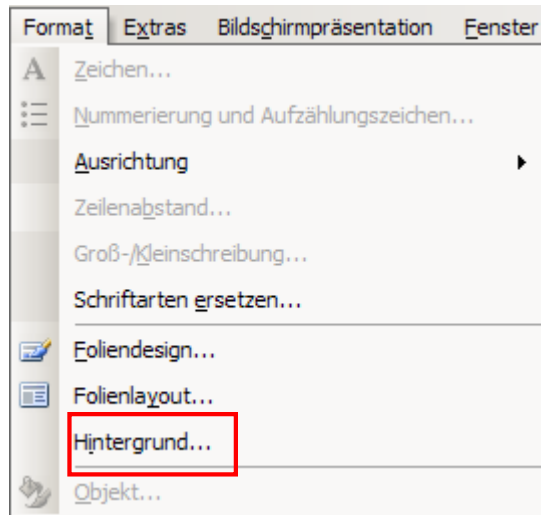 Format Extras Bildschirmpräsentation Fenster
Zeichen...
Nummerierung und Aufzählungszeichen...
Ausrichtung
Zeilenabstand...
Groß-/Kleinschreibung...
Schriftarten ersetzen...
Foliendesign...
Folienlayout...
Hintergrund...
Objekt...